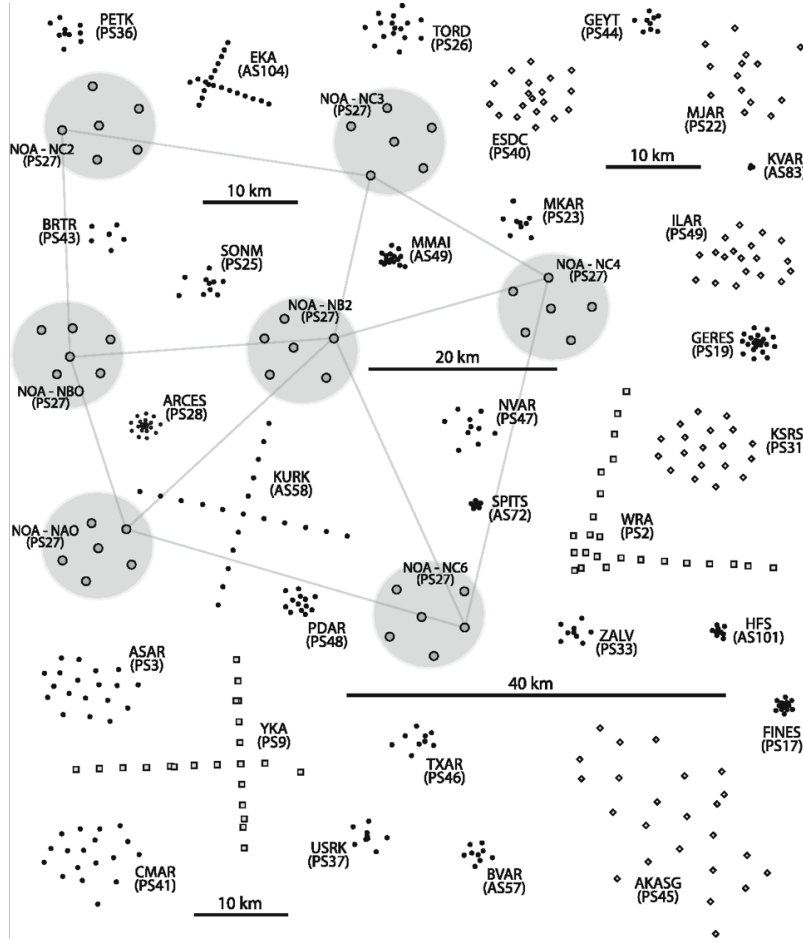 PETK
(PS36)
EKA
(AS104)
TORD
(PS26)
GEYT
(PS44)
NOA - NC2
(PS27)
NOA - NC3
(PS27)
ESDC
(PS40)
MJAR
(PS22)
10 km
10 km
KVAR
(AS83)
BRTR
(PS43)
SONM
(PS25)
MMAI
(AS49)
MKAR
(PS23)
ILAR
(PS49)
NOA - NB2
(PS27)
NOA - NC4
(PS27)
NOA - NBO
(PS27)
20 km
GERES
(PS19)
ARCES
(PS28)
NVAR
(PS47)
KSRS
(PS31)
KURK
(AS58)
SPITS
(AS72)
WRA
(PS2)
NOA - NAO
(PS27)
NOA - NC6
(PS27)
PDAR
(PS48)
ZALV
(PS33)
HFS
(AS101)
ASAR
(PS3)
40 km
YKA
(PS9)
TXAR
(PS46)
FINES
(PS17)
CMAR
(PS41)
USRK
(PS37)
BVAR
(AS57)
AKASG
(PS45)
10 km